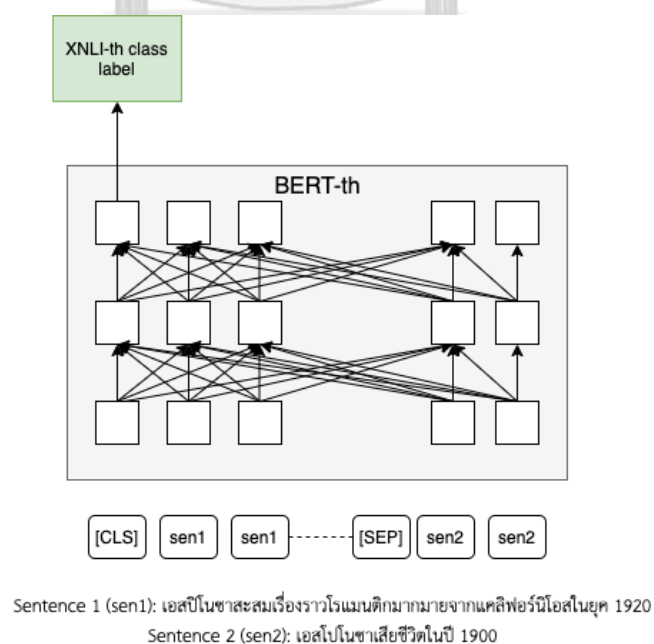 XNLI-th class
label
BERT-th
[CLS] sen1 sen1 [SEP] sen2 sen2
Sentence 1 (sen1): เอสปิโนซาสะสมเรื่องราวโรแมนติกมากมายจากแคลิฟอร์นิโอสในยุค 1920
Sentence 2 (sen2): เอสโปโนซาเสียชีวิตในปี 1900